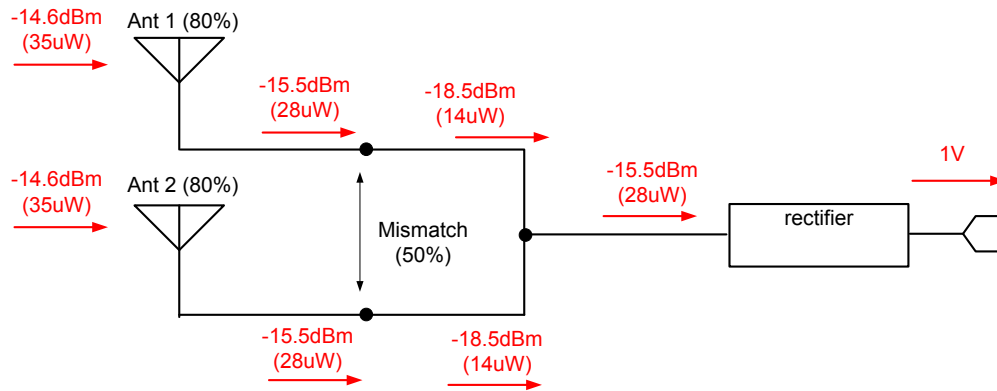 -14.6dBm
(35uW)
Ant 1 (80%)
-15.5dBm
(28uW)
-18.5dBm
(14uW)
-14.6dBm
(35uW)
Ant 2 (80%)
Mismatch
(50%)
-15.5dBm
(28uW)
rectifier
1V
-15.5dBm
(28uW)
-18.5dBm
(14uW)